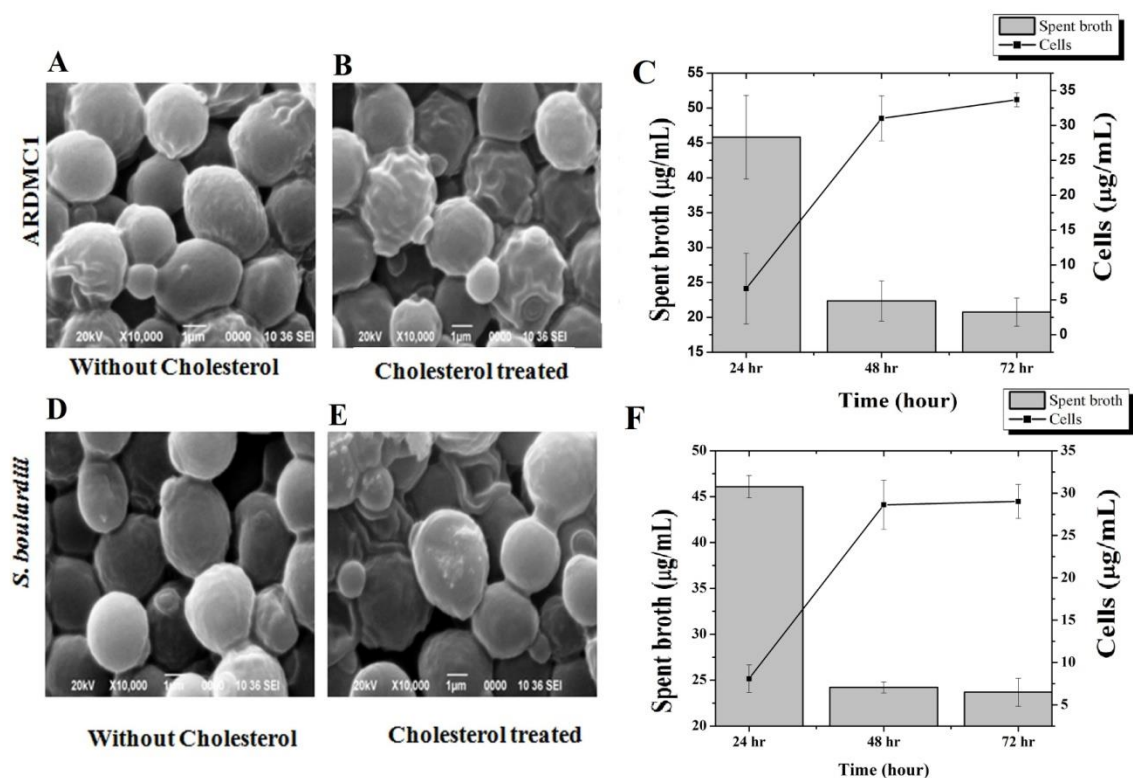 A
B
ARDMC1
20kV X10,000 1µm 0000 10 36 SEI
20kV X10,000 1µm 0000 10 36 SEI
Without Cholesterol
Cholesterol treated
C
Spent broth
Cells
Spent broth (µg/mL)
55
50
45
40
35
30
25
20
15
Cells (µg/mL)
35
30
25
20
15
10
5
0
24 hr 48 hr 72 hr
Time (hour)
D
E
S. boulardiii
20kV X10,000 1µm 0000 10 36 SEI
20kV X10,000 1µm 0000 10 36 SEI
Without Cholesterol
Cholesterol treated
F
Spent broth
Cells
Spent broth (µg/mL)
50
45
40
35
30
25
20
Cells (µg/mL)
35
30
25
20
15
10
5
24 hr 48 hr 72 hr
Time (hour)